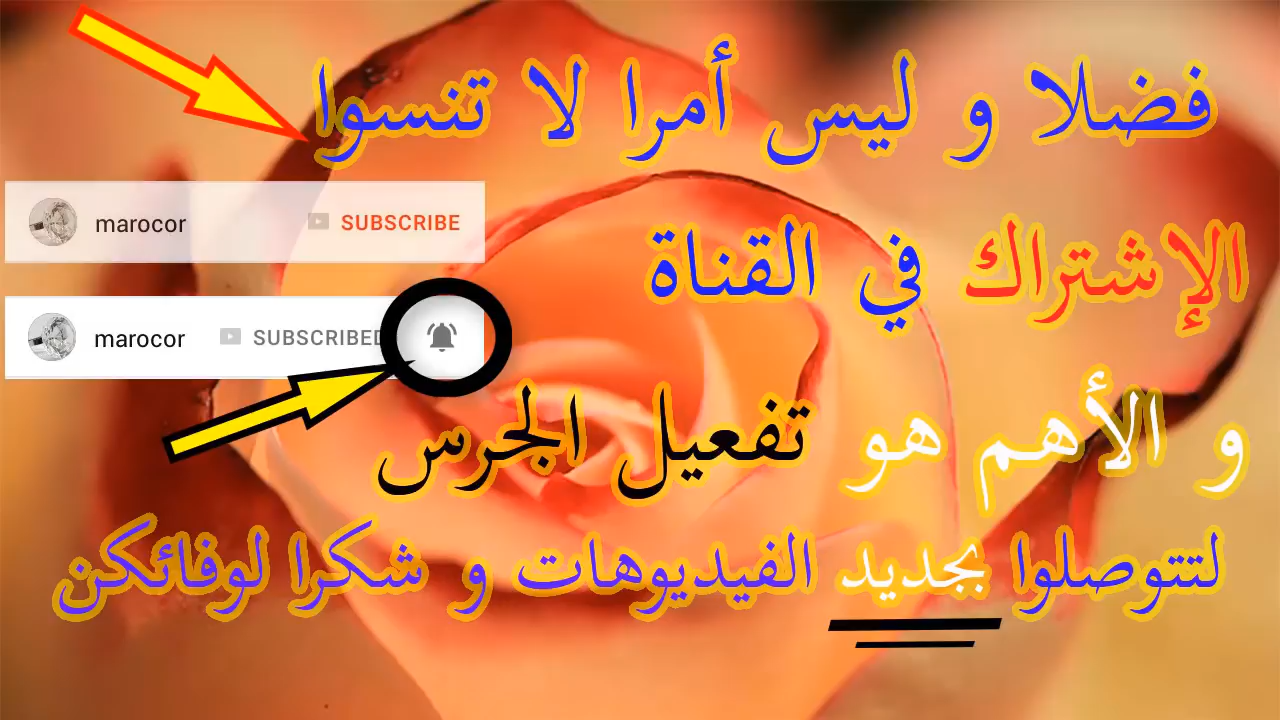 فضلا و ليس أمرا لا تنسوا
marocor SUBSCRIBE
الإشتراك في القناة
marocor SUBSCRIBED
و الأهم هو تفعيل الجرس
لتتوصلوا بجديد الفيديوهات و شكرا لوفائكن